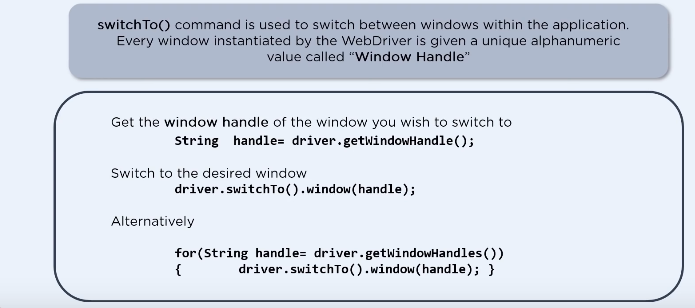 switchTo() command is used to switch between windows within the application.
Every window instantiated by the WebDriver is given a unique alphanumeric
value called “Window Handle”
Get the window handle of the window you wish to switch to
String handle= driver.getWindowHandle();
Switch to the desired window
driver.switchTo().window(handle);
Alternatively
for(String handle= driver.getWindowHandles())
{ driver.switchTo().window(handle); }